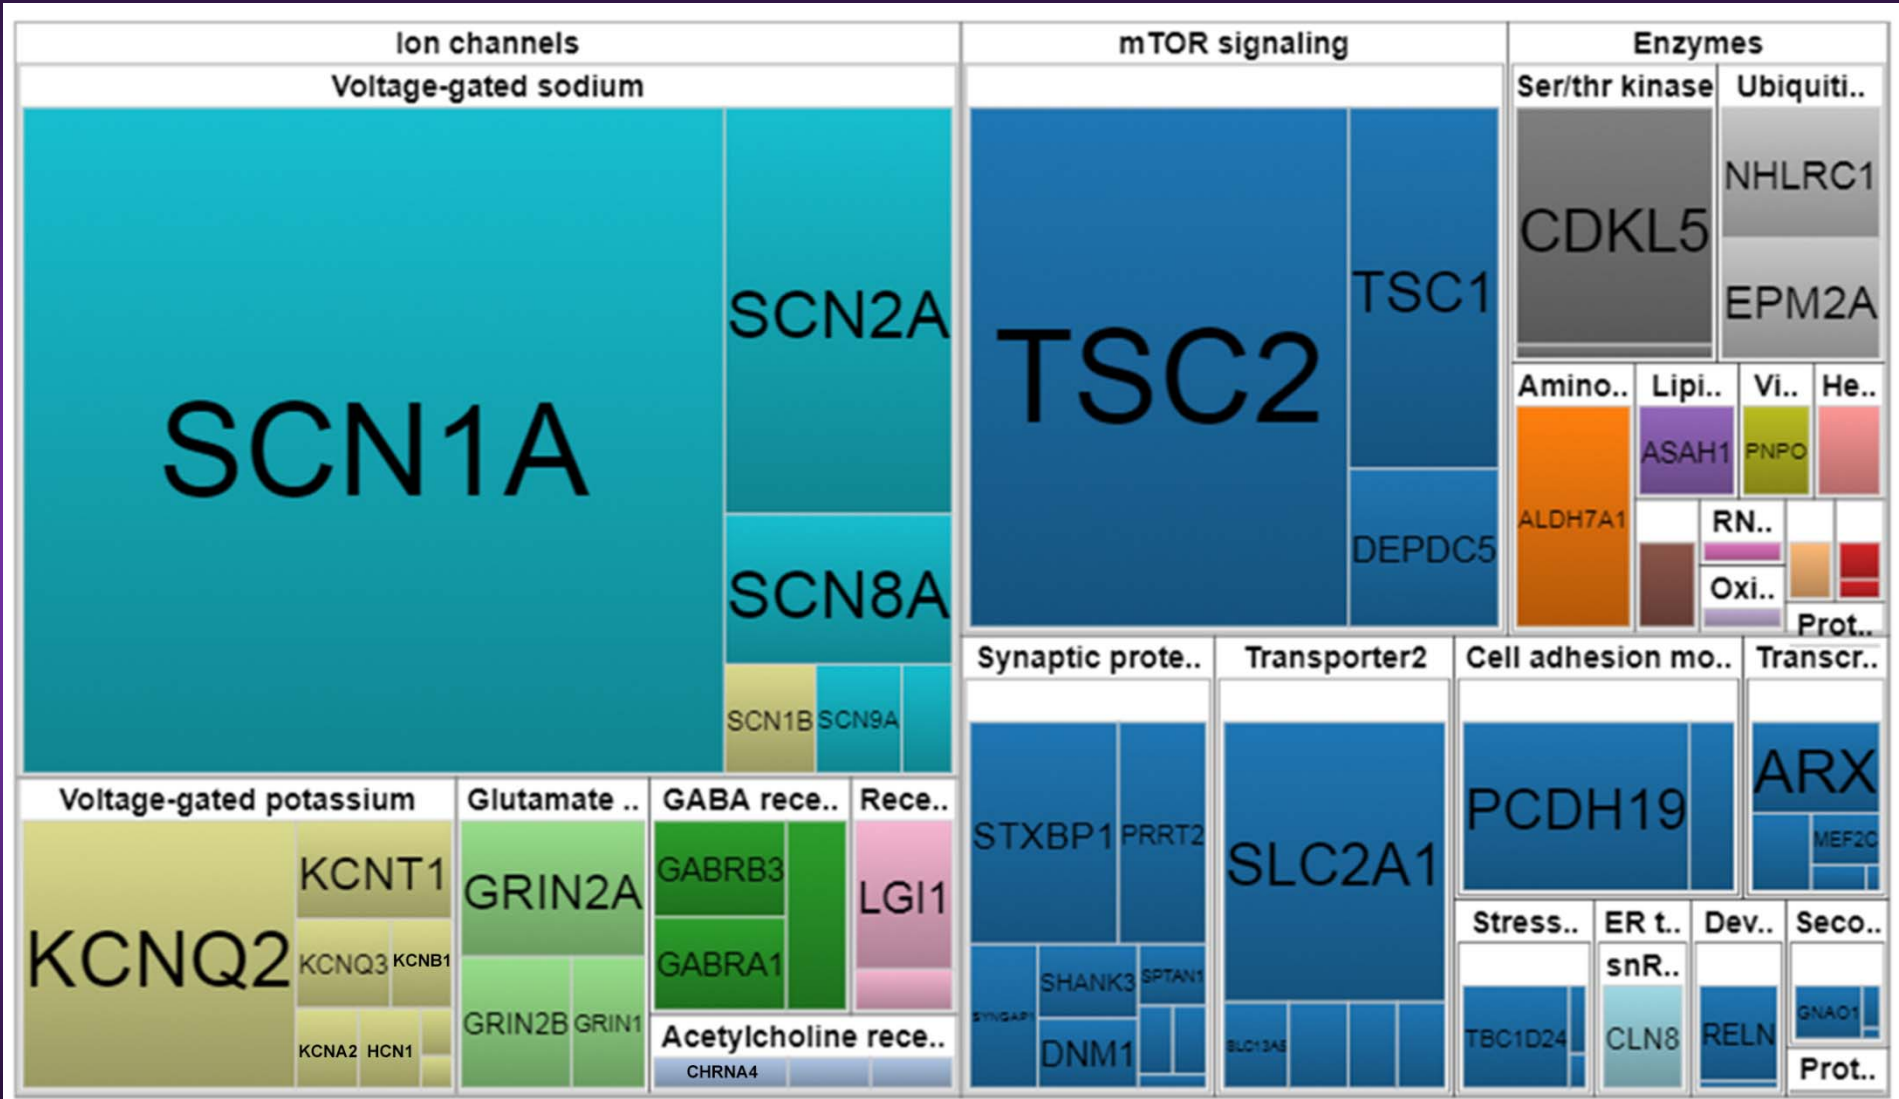 Ion channels
Voltage-gated sodium
SCN1A
SCN2A
SCN8A
SCN1B
SCN9A
Voltage-gated potassium
KCNQ2
KCNT1
KCNQ3
KCNB1
KCNA2
HCN1
Glutamate ..
GRIN2A
GRIN2B
GRIN1
GABA rece..
GABRB3
GABRA1
Rece..
LGI1
Acetylcholine rece..
CHRNA4
mTOR signaling
TSC2
TSC1
DEPDC5
Enzymes
Ser/thr kinase
CDKL5
Ubiquiti..
NHLRC1
EPM2A
Amino..
ALDH7A1
Lipi..
ASAH1
Vi..
PNPO
He..
RN..
Oxi..
Prot..
Synaptic prote..
STXBP1
PRRT2
SYNGAP1
SHANK3
SPTAN1
DNM1
Transporter2
SLC2A1
SLC13A5
Cell adhesion mo..
PCDH19
Transcr..
ARX
MEF2C
Stress..
TBC1D24
ER t..
snR..
CLN8
Dev..
RELN
Seco..
GNAO1
Prot..